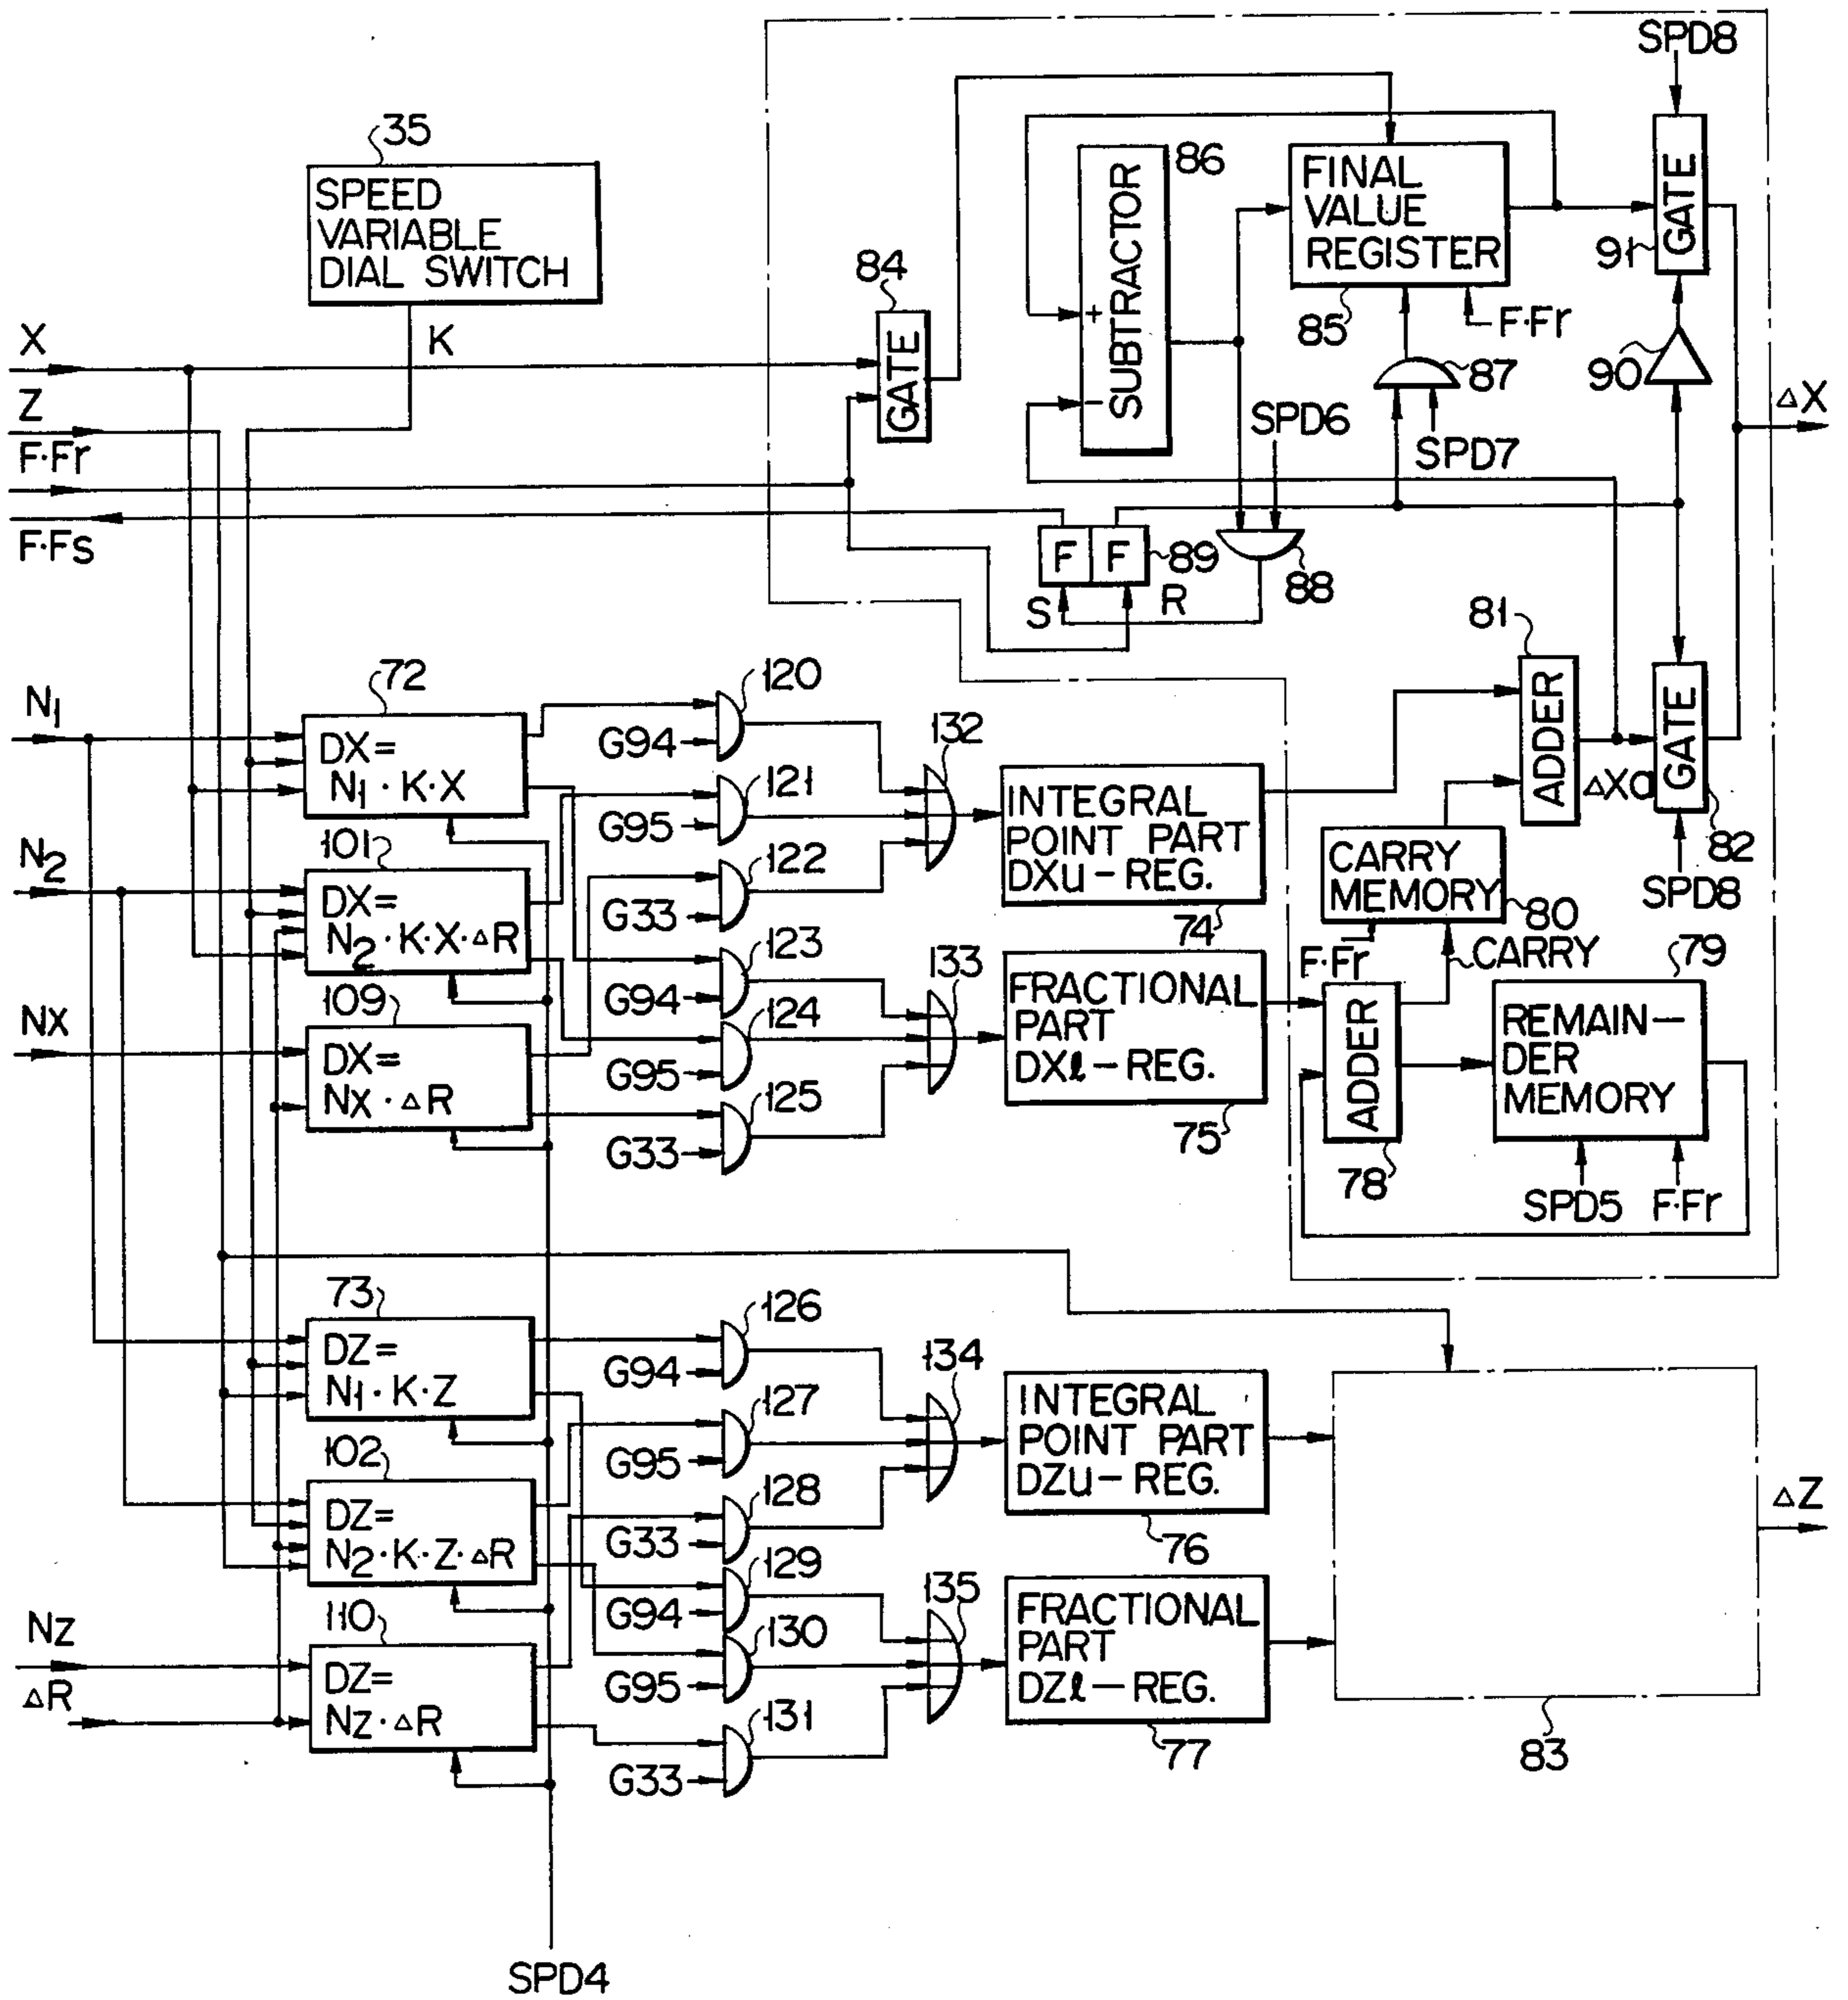 SPD8
35
SPEED
VARIABLE
DIAL SWITCH
86
SUBTRACTOR
+
−
FINAL
VALUE
REGISTER
GATE
91
84
GATE
85
F·Fr
87
90
X
K
Z
F·Fr
F·Fs
SPD6
SPD7
ΔX
F F
89
88
S
R
81
72
120
N1
DX=
N1·K·X
G94
132
ADDER
GATE
121
G95
INTEGRAL
POINT PART
DXu−REG.
ΔXa
82
101
N2
DX=
N2·K·X·ΔR
122
G33
74
CARRY
MEMORY
80
SPD8
123
G94
133
F·Fr
CARRY
79
109
NX
DX=
NX·ΔR
124
G95
FRACTIONAL
PART
DXℓ−REG.
ADDER
REMAIN−
DER
MEMORY
125
G33
75
78
SPD5
F·Fr
73
DZ=
N1·K·Z
126
G94
134
127
G95
INTEGRAL
POINT PART
DZu−REG.
102
DZ=
N2·K·Z·ΔR
128
G33
76
ΔZ
129
G94
135
110
NZ
ΔR
DZ=
NZ·ΔR
130
G95
FRACTIONAL
PART
DZℓ−REG.
131
G33
77
83
SPD4